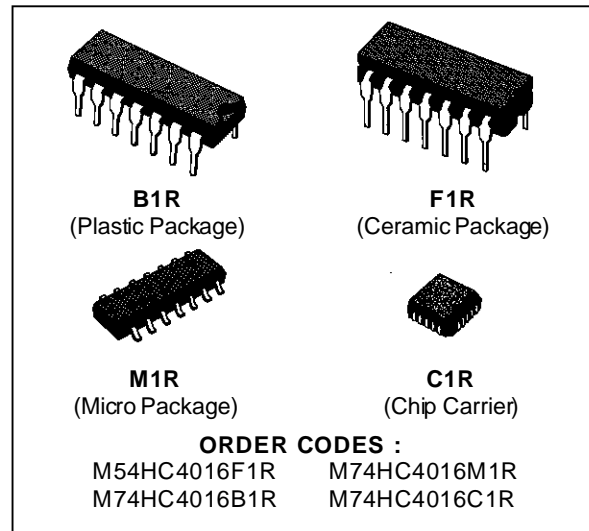 B1R F1R
(Plastic Package) (Ceramic Package)
M1R C1R
(Micro Package) (Chip Carrier)
ORDER CODES :
M54HC4016F1R M74HC4016M1R
M74HC4016B1R M74HC4016C1R